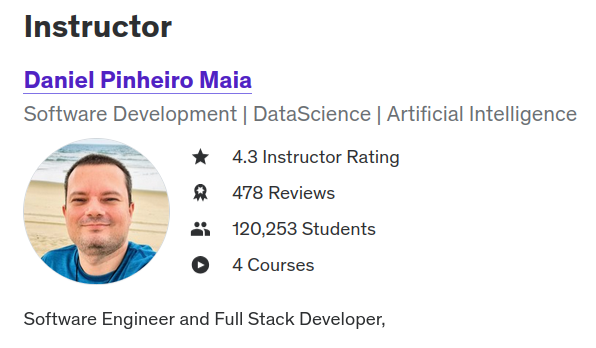 Instructor
Daniel Pinheiro Maia
Software Development | DataScience | Artificial Intelligence
4.3 Instructor Rating
478 Reviews
120,253 Students
4 Courses
Software Engineer and Full Stack Developer,